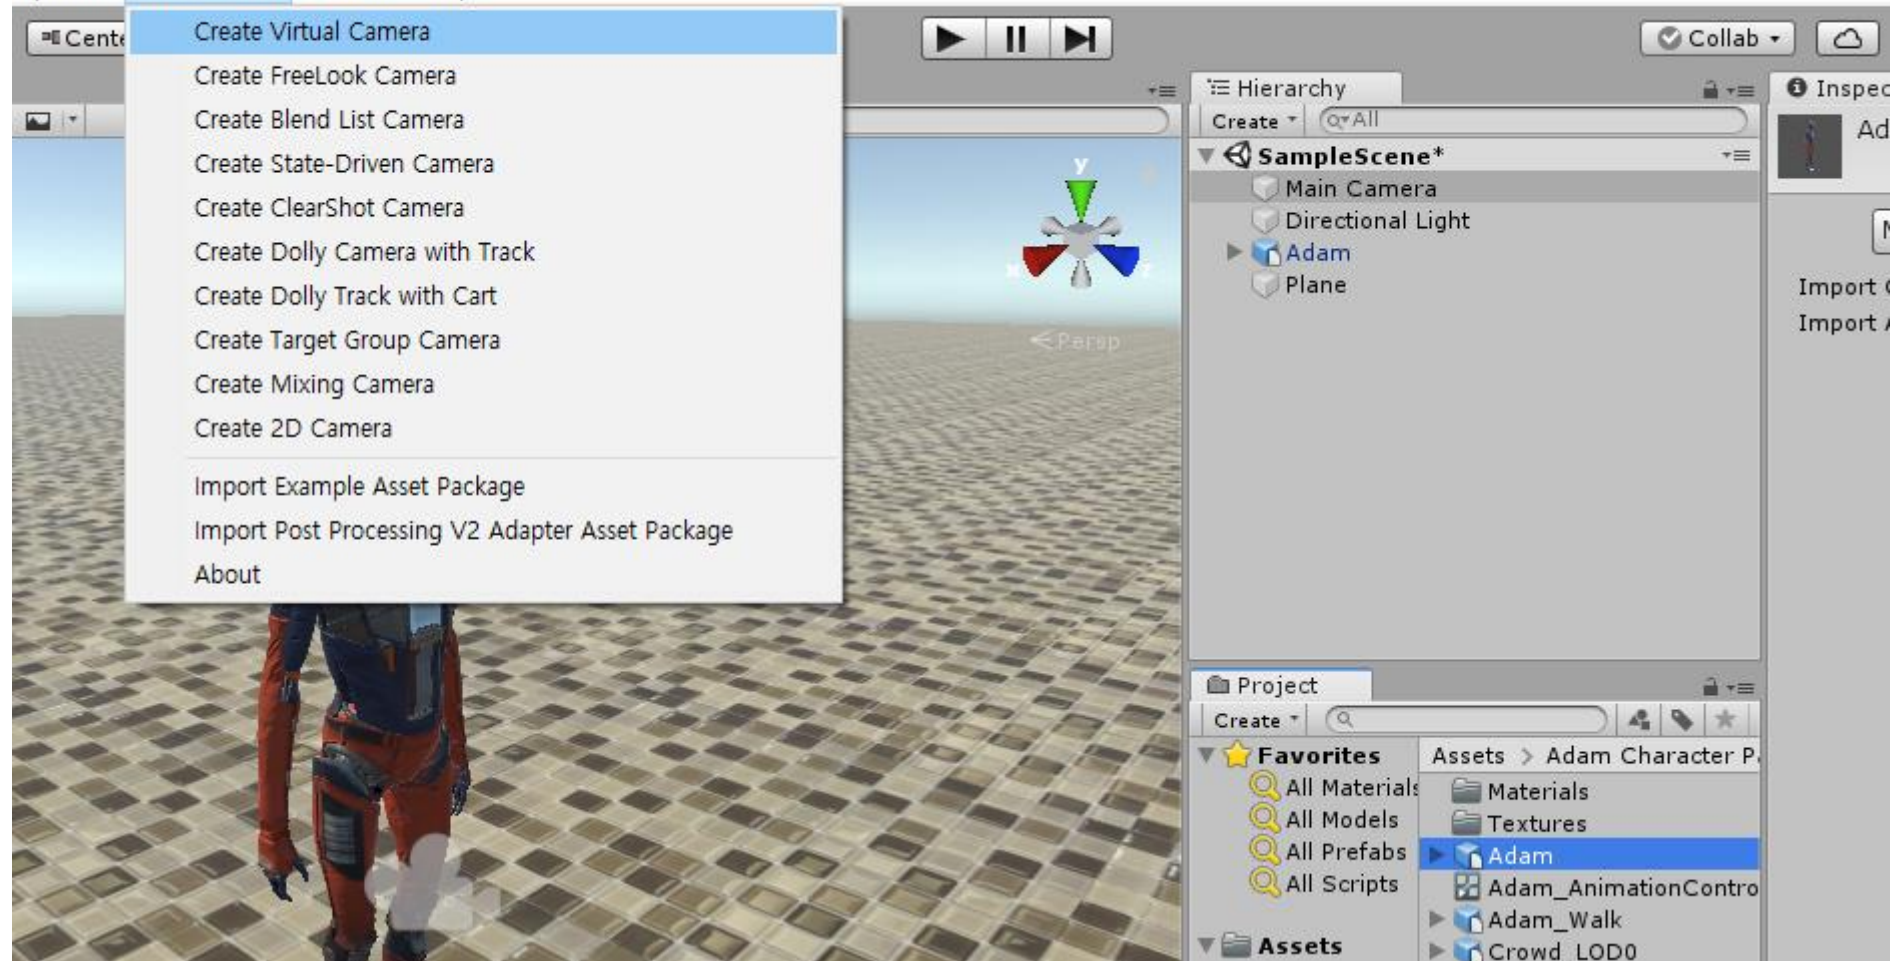 Create Virtual Camera
Create FreeLook Camera
Create Blend List Camera
Create State-Driven Camera
Create ClearShot Camera
Create Dolly Camera with Track
Create Dolly Track with Cart
Create Target Group Camera
Create Mixing Camera
Create 2D Camera
Import Example Asset Package
Import Post Processing V2 Adapter Asset Package
About
Cente
Collab
y
x
z
Persp
Hierarchy
Create
All
SampleScene*
Main Camera
Directional Light
Adam
Plane
Project
Create
Favorites
All Materials
All Models
All Prefabs
All Scripts
Assets
Assets > Adam Character P
Materials
Textures
Adam
Adam_AnimationContro
Adam_Walk
Crowd_LOD0
Inspec
Ad
Import
Import